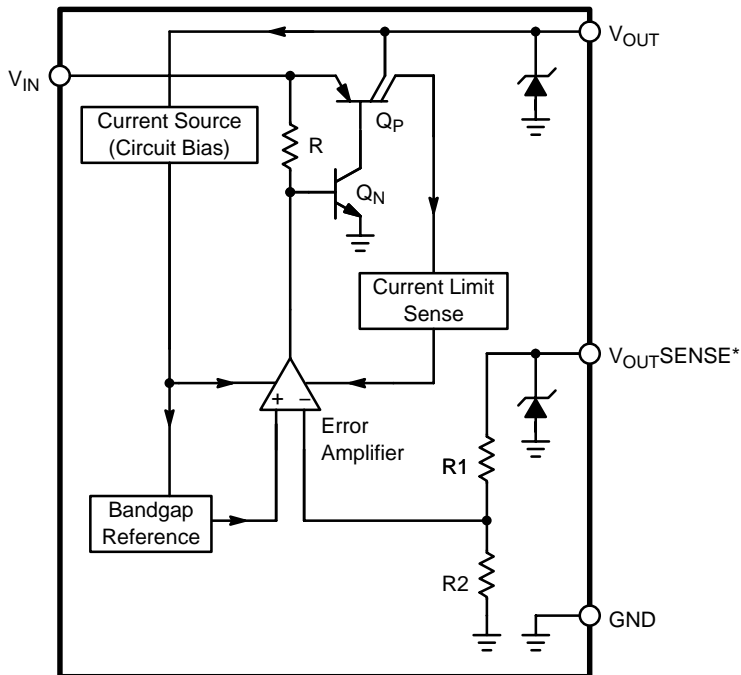 V_OUT
V_IN
Current Source
(Circuit Bias)
R
Q_P
Q_N
Current Limit
Sense
V_OUTSENSE*
+ −
Error
Amplifier
R1
Bandgap
Reference
R2
GND